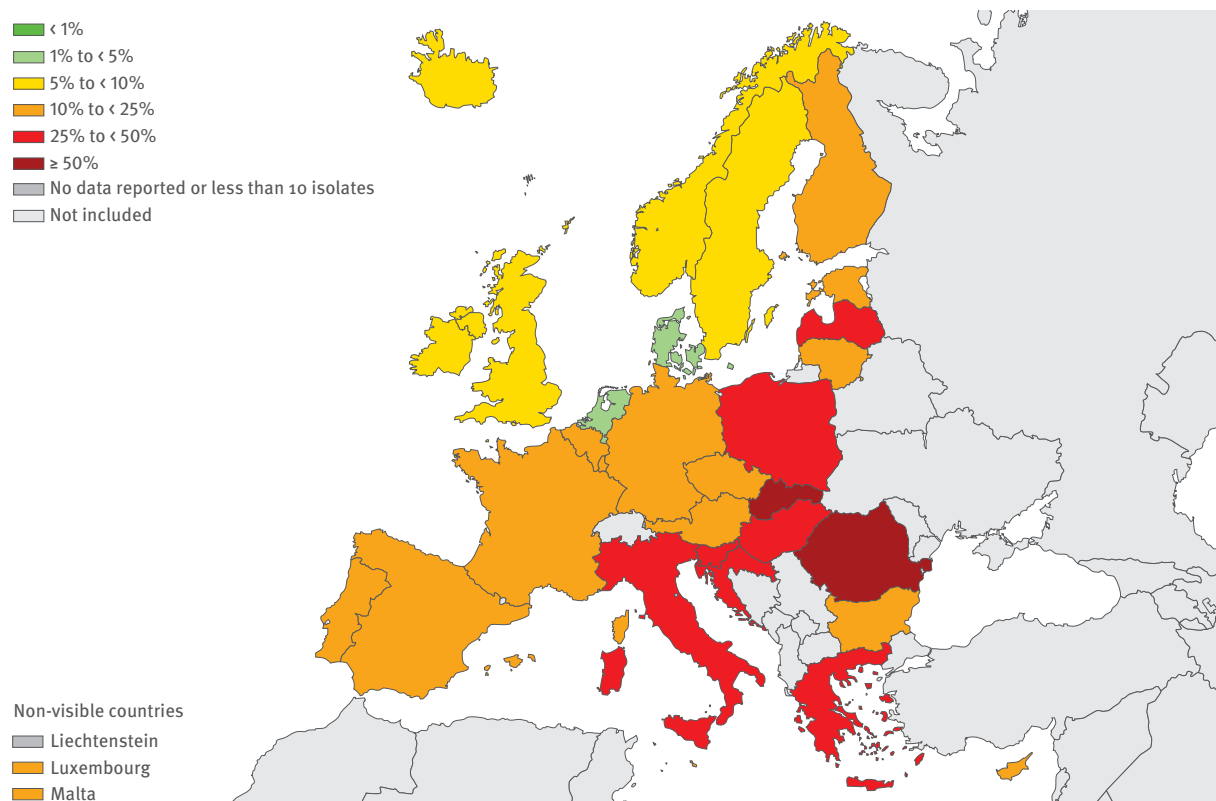 < 1%
1% to < 5%
5% to < 10%
10% to < 25%
25% to < 50%
≥ 50%
No data reported or less than 10 isolates
Not included
Non-visible countries
Liechtenstein
Luxembourg
Malta